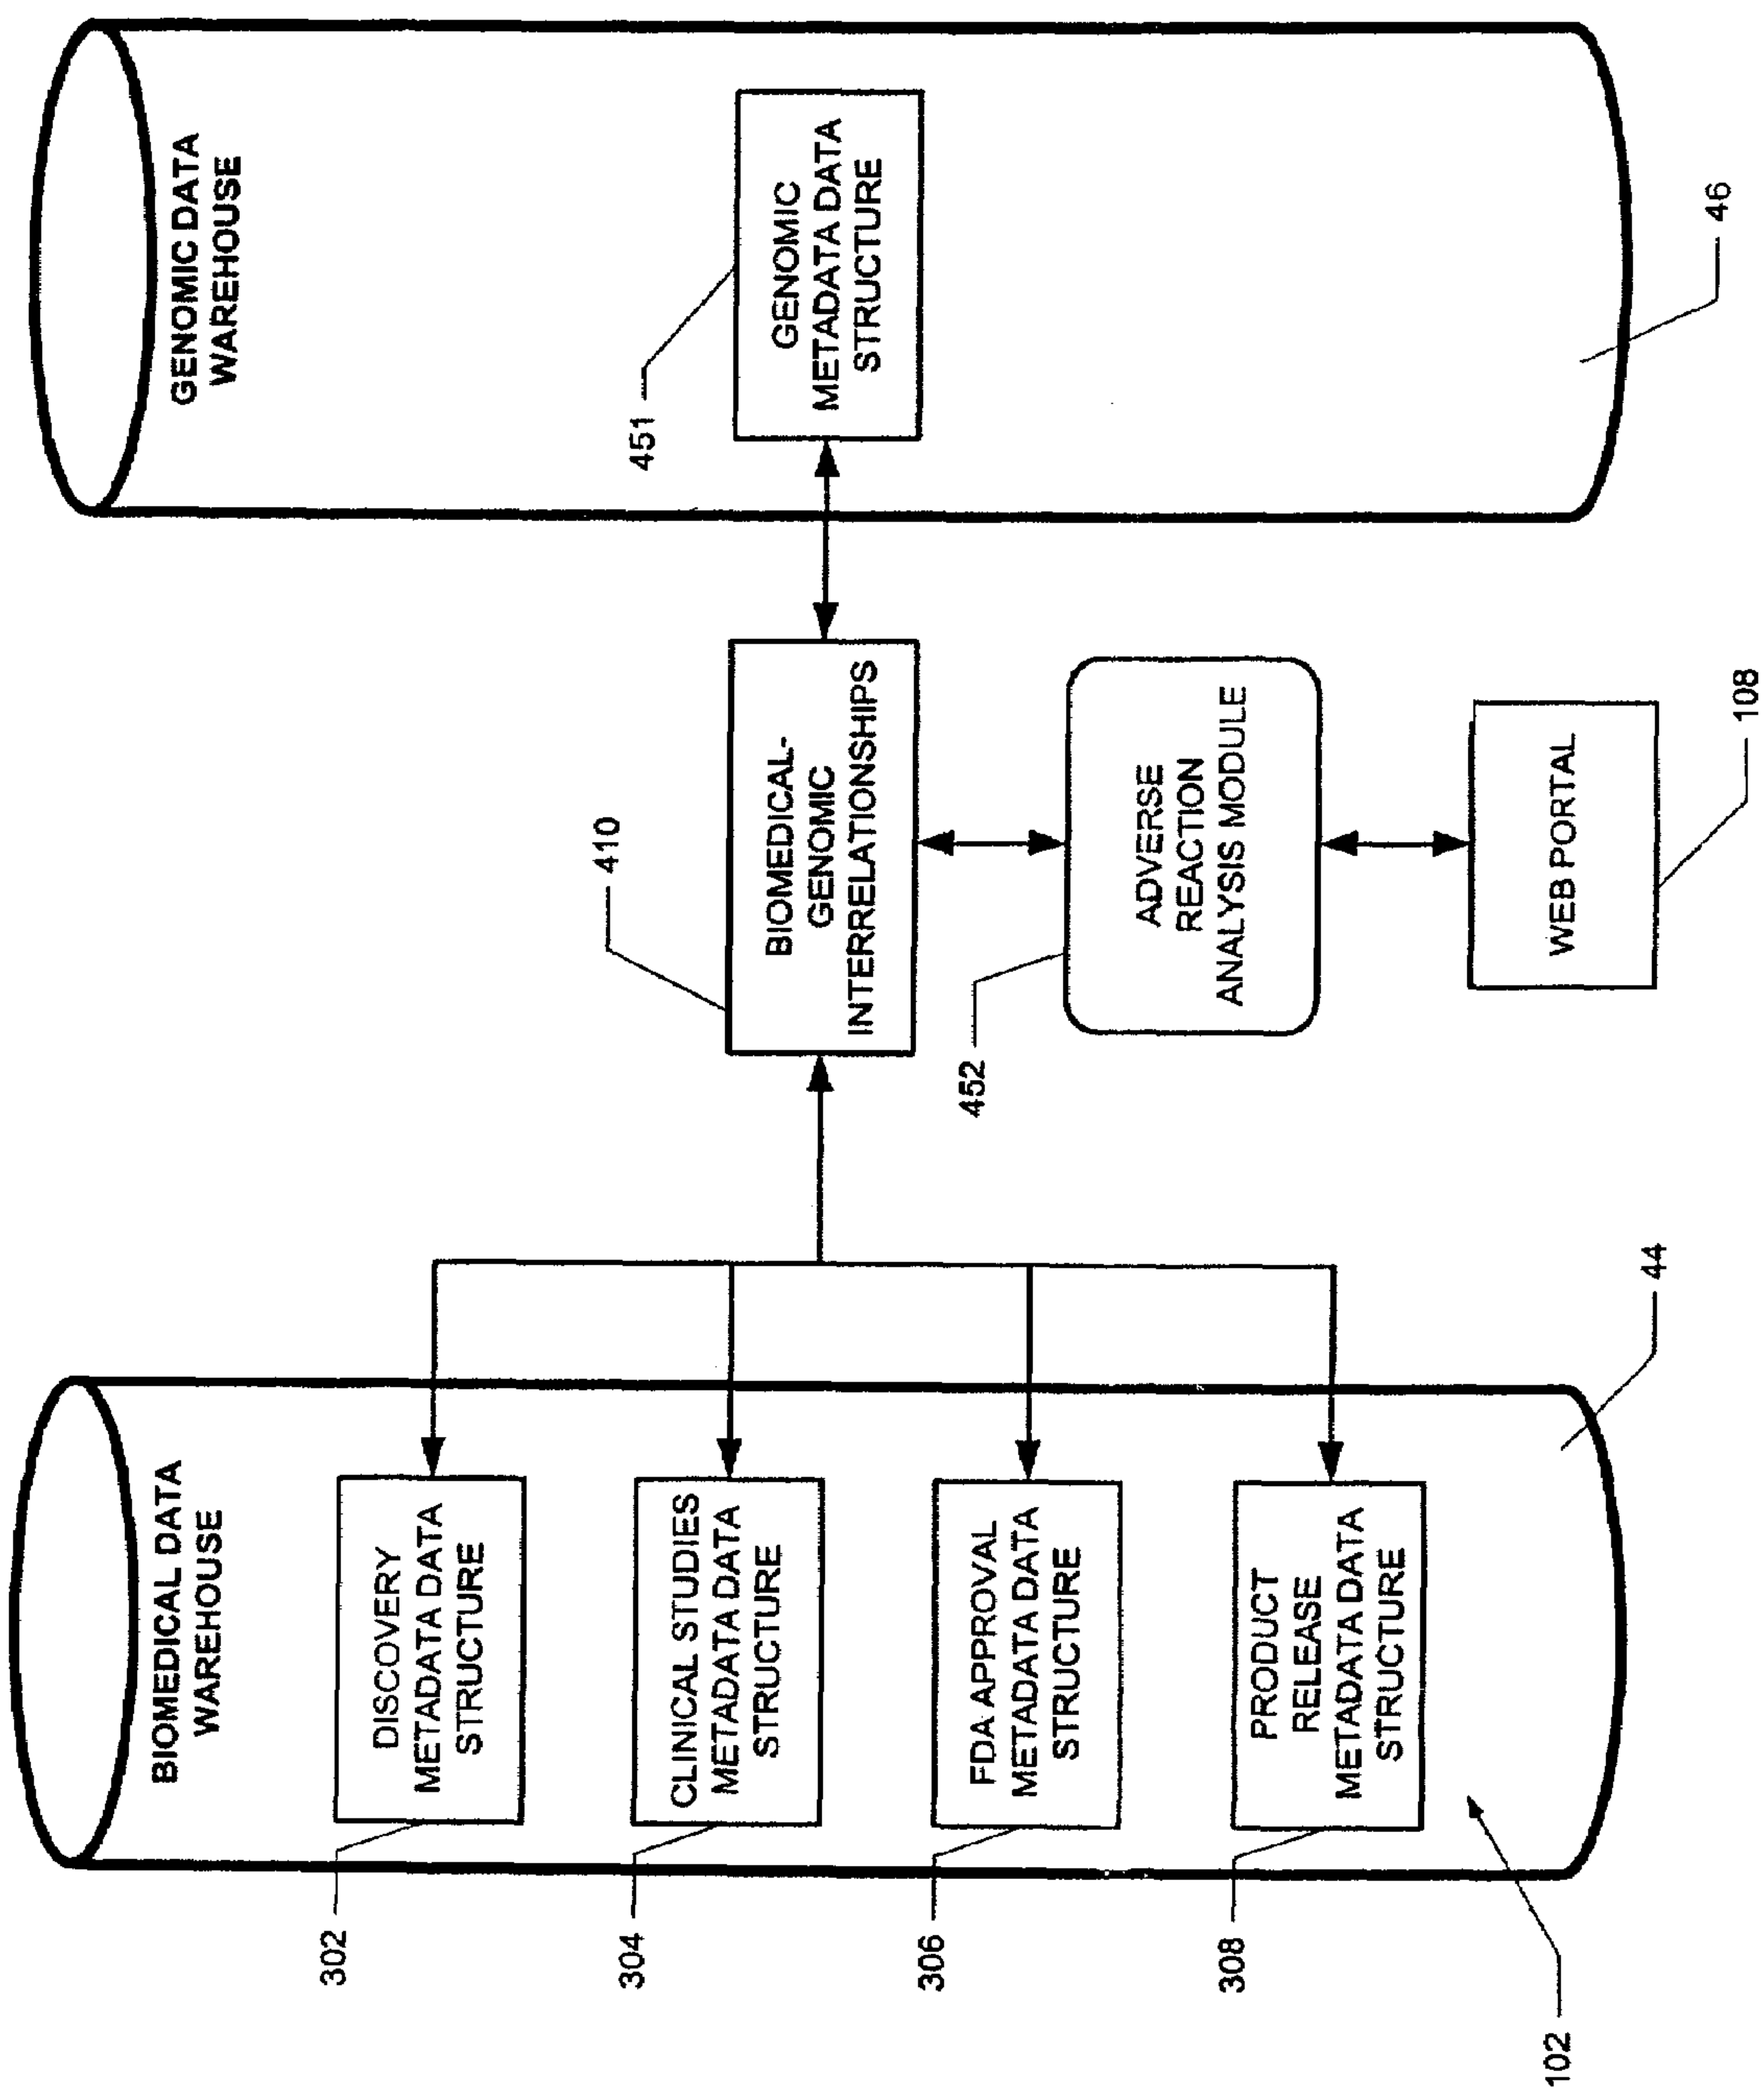 BIOMEDICAL DATA
WAREHOUSE
302
DISCOVERY
METADATA DATA
STRUCTURE
304
CLINICAL STUDIES
METADATA DATA
STRUCTURE
306
FDA APPROVAL
METADATA DATA
STRUCTURE
308
PRODUCT
RELEASE
METADATA DATA
STRUCTURE
102
44
410
BIOMEDICAL-
GENOMIC
INTERRELATIONSHIPS
452
ADVERSE
REACTION
ANALYSIS MODULE
WEB PORTAL
108
GENOMIC DATA
WAREHOUSE
451
GENOMIC
METADATA DATA
STRUCTURE
46